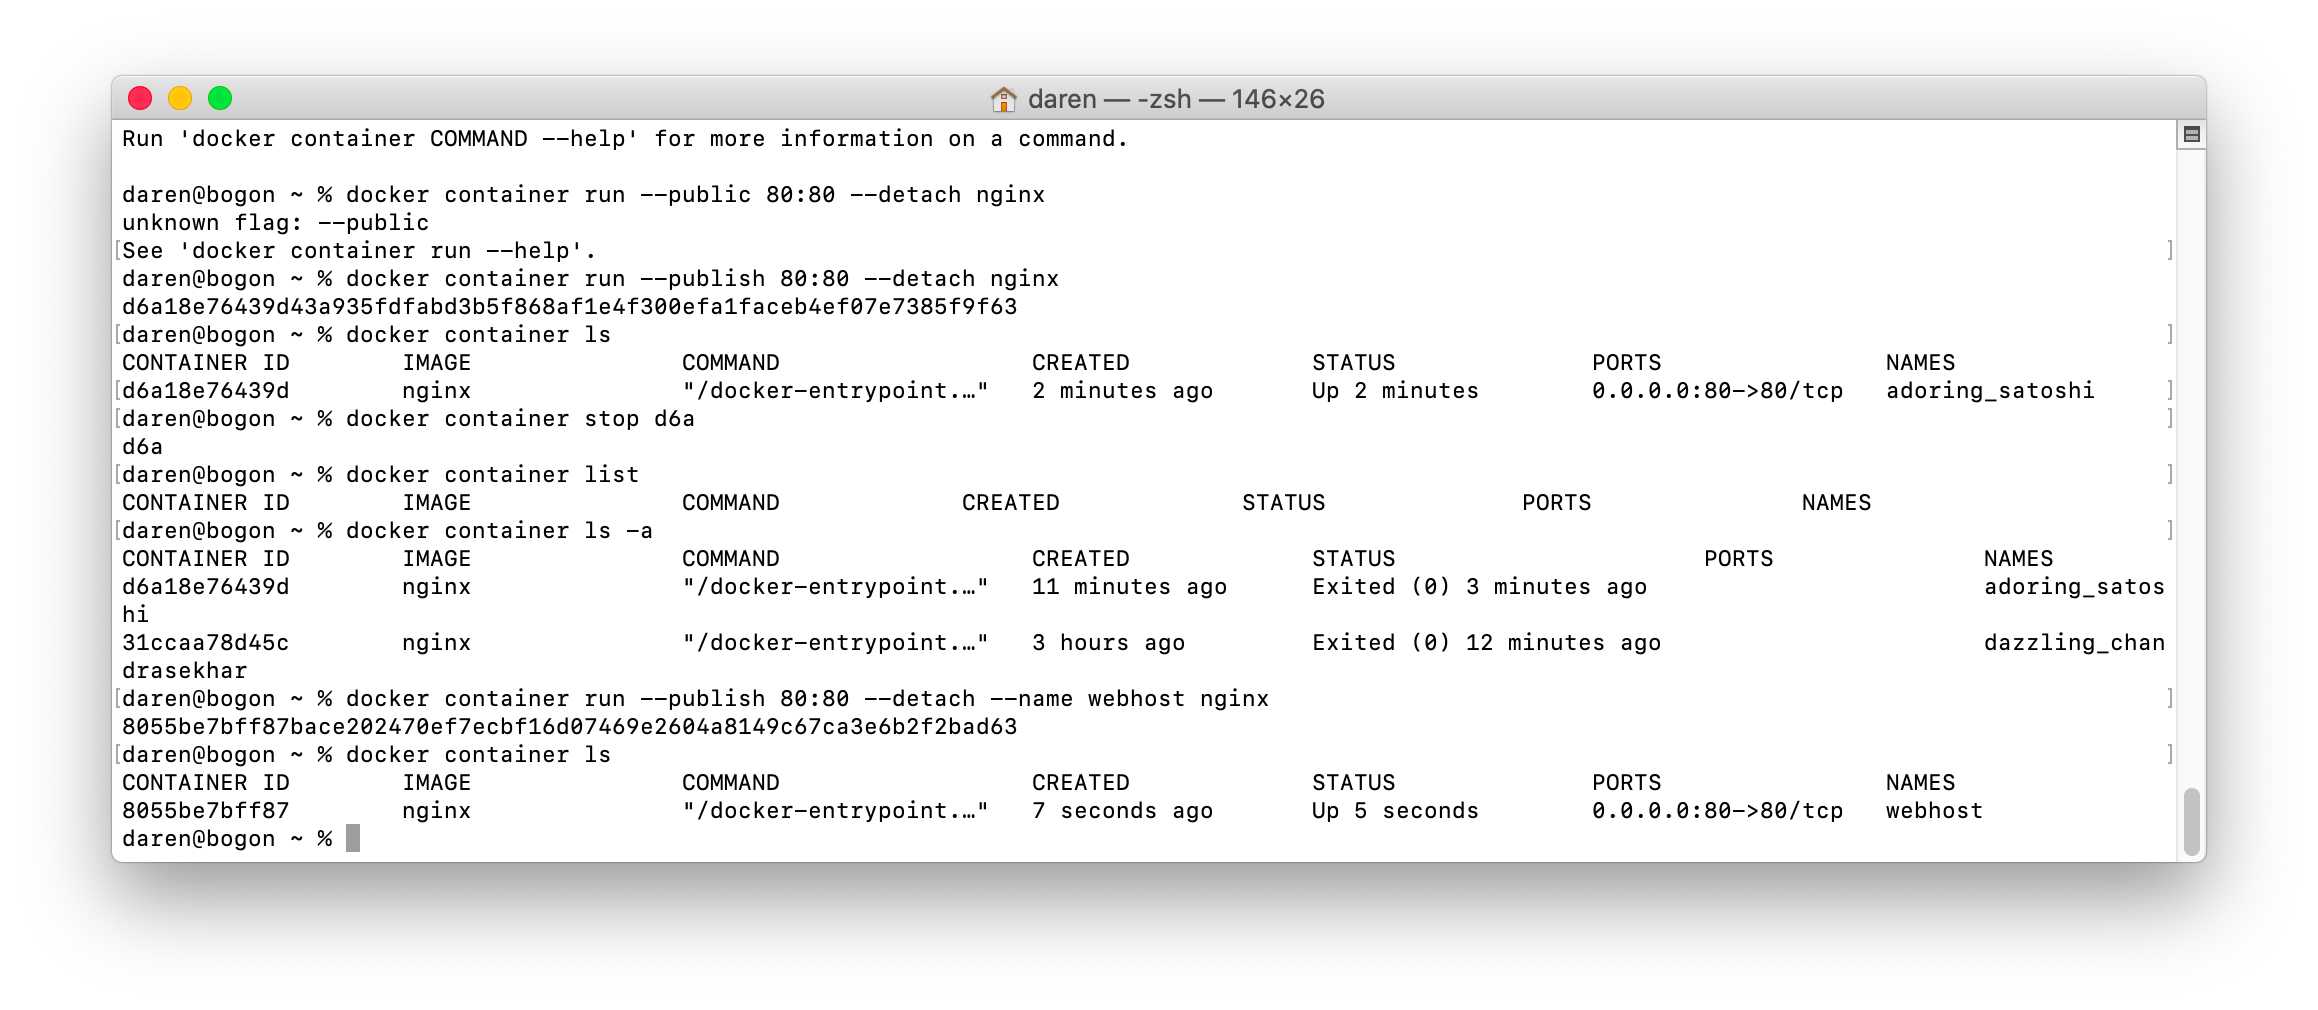 daren — -zsh — 146×26
Run 'docker container COMMAND --help' for more information on a command.
daren@bogon ~ % docker container run --public 80:80 --detach nginx
unknown flag: --public
[See 'docker container run --help'. ]
daren@bogon ~ % docker container run --publish 80:80 --detach nginx
d6a18e76439d43a935fdfabd3b5f868af1e4f300efa1faceb4ef07e7385f9f63
[daren@bogon ~ % docker container ls ]
CONTAINER ID        IMAGE               COMMAND                  CREATED             STATUS              PORTS                NAMES
[d6a18e76439d        nginx               "/docker-entrypoint.…"   2 minutes ago       Up 2 minutes        0.0.0.0:80->80/tcp   adoring_satoshi ]
[daren@bogon ~ % docker container stop d6a ]
d6a
[daren@bogon ~ % docker container list ]
CONTAINER ID        IMAGE               COMMAND             CREATED             STATUS              PORTS               NAMES
[daren@bogon ~ % docker container ls -a ]
CONTAINER ID        IMAGE               COMMAND                  CREATED             STATUS                      PORTS               NAMES
d6a18e76439d        nginx               "/docker-entrypoint.…"   11 minutes ago      Exited (0) 3 minutes ago                        adoring_satos
hi
31ccaa78d45c        nginx               "/docker-entrypoint.…"   3 hours ago         Exited (0) 12 minutes ago                       dazzling_chan
drasekhar
[daren@bogon ~ % docker container run --publish 80:80 --detach --name webhost nginx ]
8055be7bff87bace202470ef7ecbf16d07469e2604a8149c67ca3e6b2f2bad63
[daren@bogon ~ % docker container ls ]
CONTAINER ID        IMAGE               COMMAND                  CREATED             STATUS              PORTS                NAMES
8055be7bff87        nginx               "/docker-entrypoint.…"   7 seconds ago       Up 5 seconds        0.0.0.0:80->80/tcp   webhost
daren@bogon ~ %